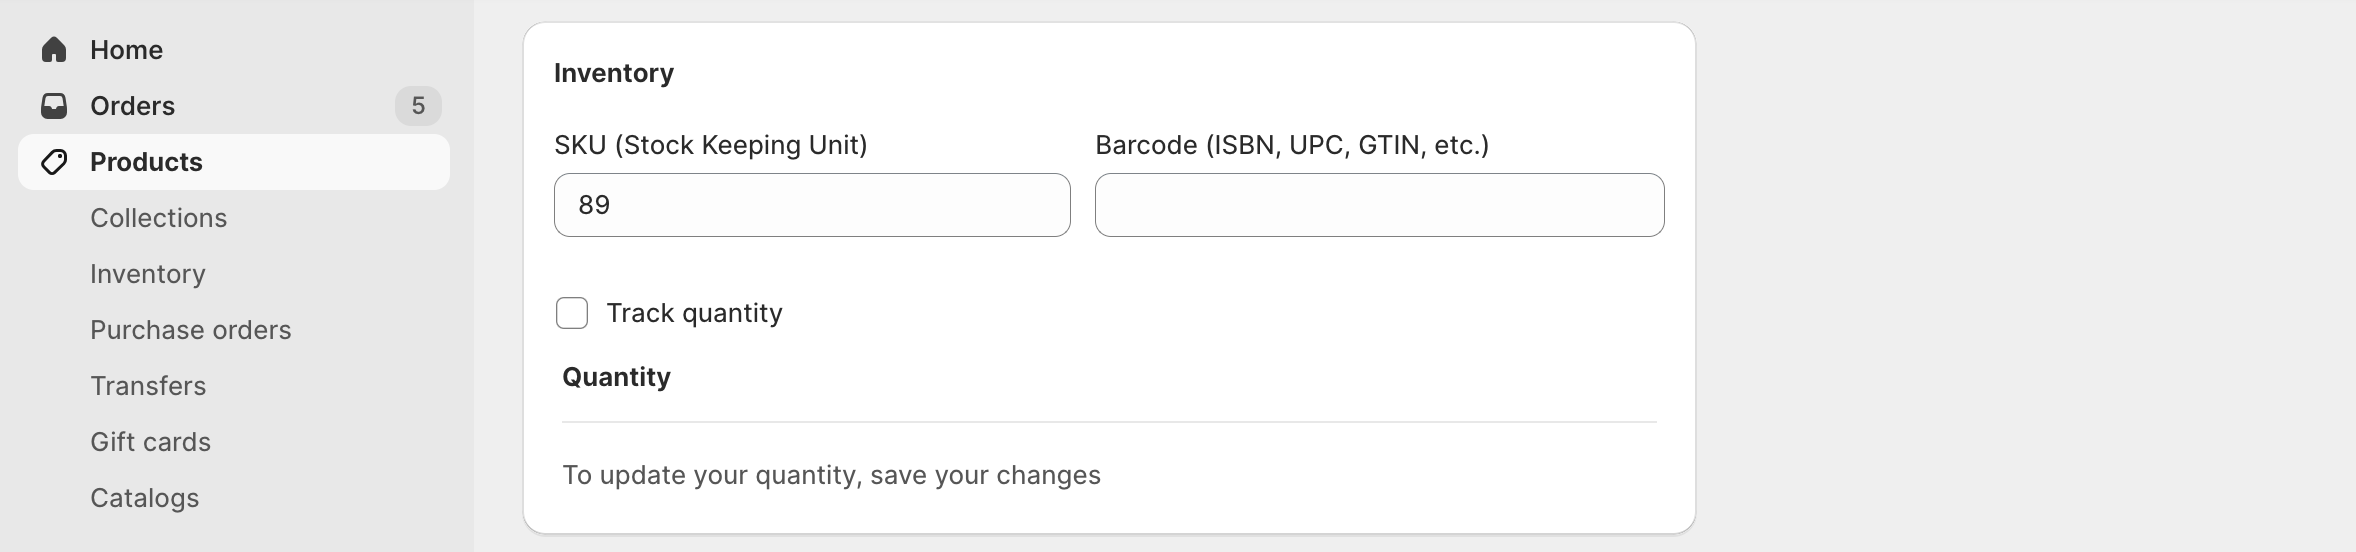 Home
Orders
5
Products
Collections
Inventory
Purchase orders
Transfers
Gift cards
Catalogs
Inventory
SKU (Stock Keeping Unit)
89
Barcode (ISBN, UPC, GTIN, etc.)
Track quantity
Quantity
To update your quantity, save your changes